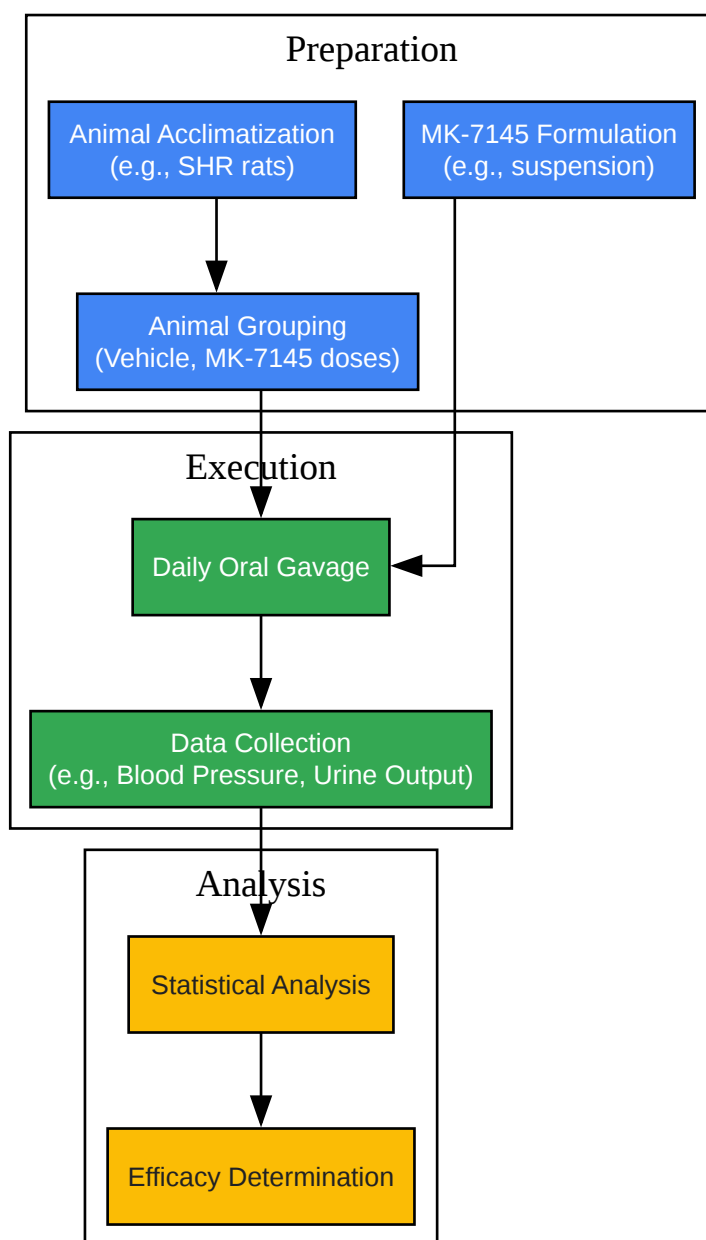 Preparation
Animal Acclimatization
(e.g., SHR rats)
MK-7145 Formulation
(e.g., suspension)
Animal Grouping
(Vehicle, MK-7145 doses)
Execution
Daily Oral Gavage
Data Collection
(e.g., Blood Pressure, Urine Output)
Analysis
Statistical Analysis
Efficacy Determination